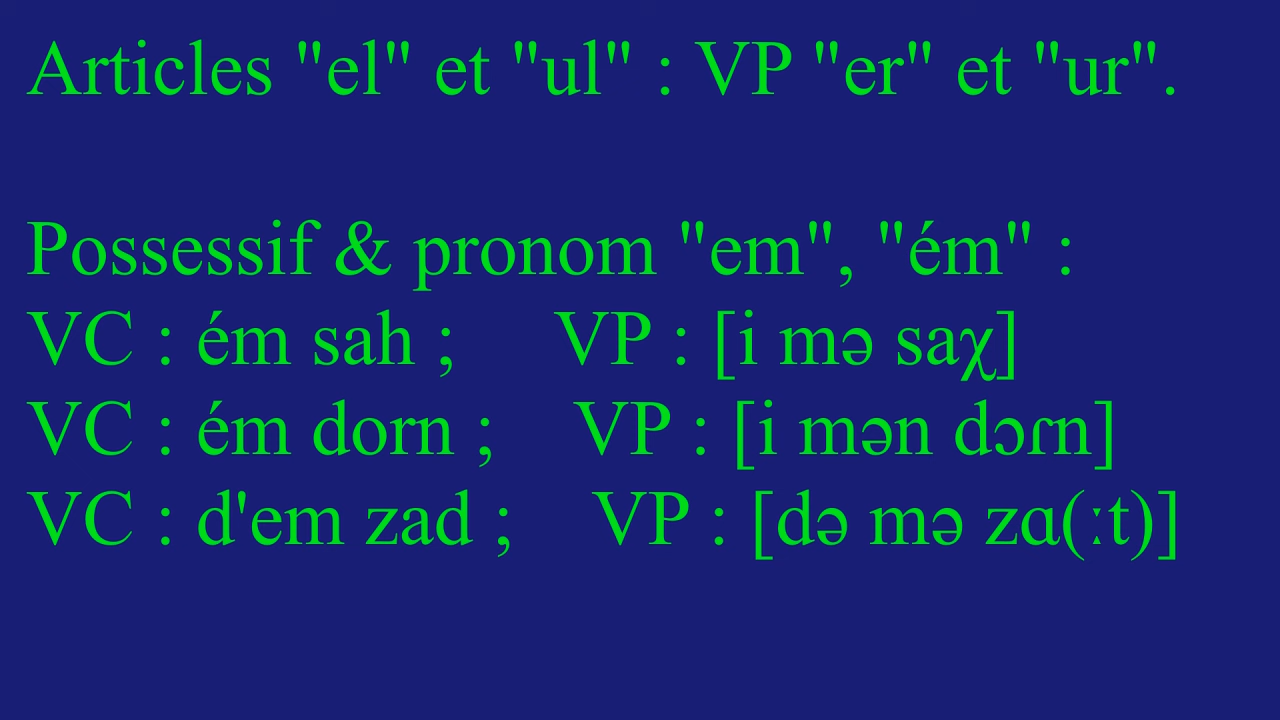 Articles "el" et "ul" : VP "er" et "ur".
Possessif & pronom "em", "ém" :
VC : ém sah ; VP : [i mə saχ]
VC : ém dorn ; VP : [i mən dɔɾn]
VC : d'em zad ; VP : [də mə zɑ(ːt)]